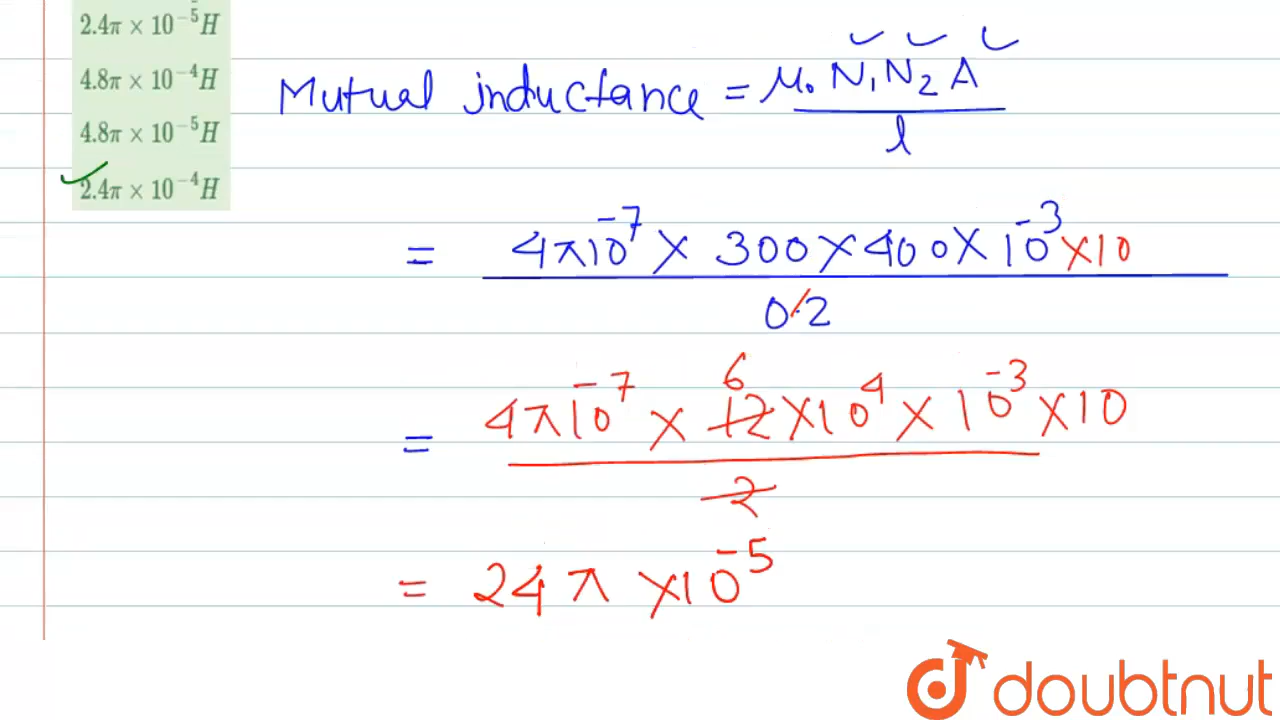 2.4π × 10⁻⁵H
4.8π × 10⁻⁴H
4.8π × 10⁻⁵H
2.4π × 10⁻⁴H
Mutual inductance = μ₀ N₁N₂ A / l
= 4π10⁻⁷ × 300 × 400 × 10⁻³ × 10 / 0.2
= 4π10⁻⁷ × 12 6 × 10⁴ × 10⁻³ × 10 / 2
= 24π × 10⁻⁵
doubtnut